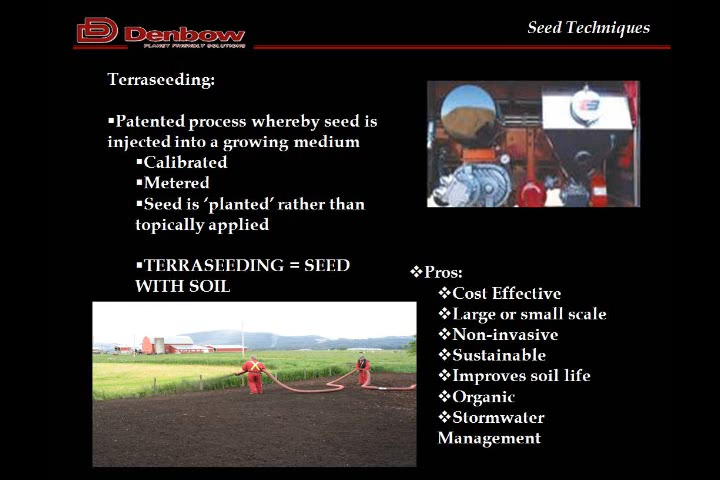 Denbow
PLANET FRIENDLY SOLUTIONS
Seed Techniques
Terraseeding:
▪Patented process whereby seed is
injected into a growing medium
▪Calibrated
▪Metered
▪Seed is ‘planted’ rather than
topically applied
▪TERRASEEDING = SEED
WITH SOIL
❖Pros:
❖Cost Effective
❖Large or small scale
❖Non-invasive
❖Sustainable
❖Improves soil life
❖Organic
❖Stormwater
Management